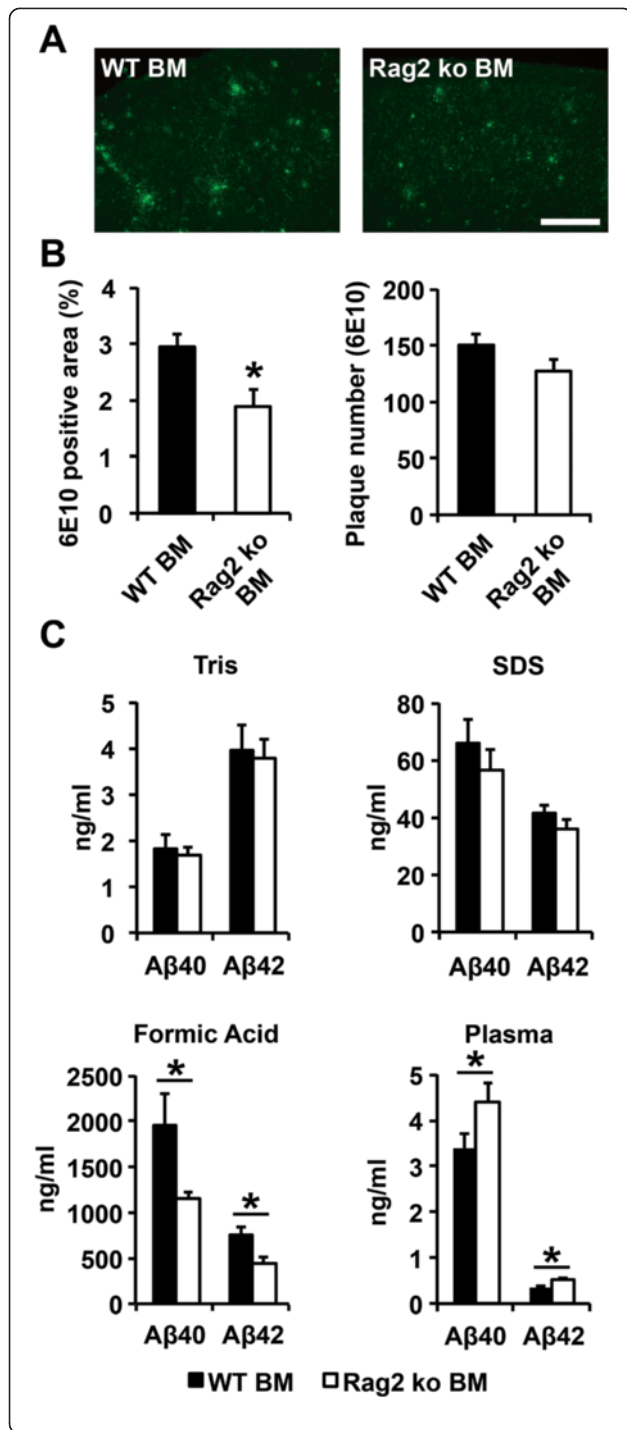 A
WT BM
Rag2 ko BM
B
6E10 positive area (%)
4
3
2
1
0
*
WT BM
Rag2 ko
BM
Plaque number (6E10)
200
150
100
50
0
WT BM
Rag2 ko
BM
C
Tris
ng/ml
5
4
3
2
1
0
Aβ40
Aβ42
SDS
ng/ml
80
60
40
20
0
Aβ40
Aβ42
Formic Acid
ng/ml
2500
2000
1500
1000
500
0
*
*
Aβ40
Aβ42
Plasma
ng/ml
5
4
3
2
1
0
*
*
Aβ40
Aβ42
WT BM
Rag2 ko BM